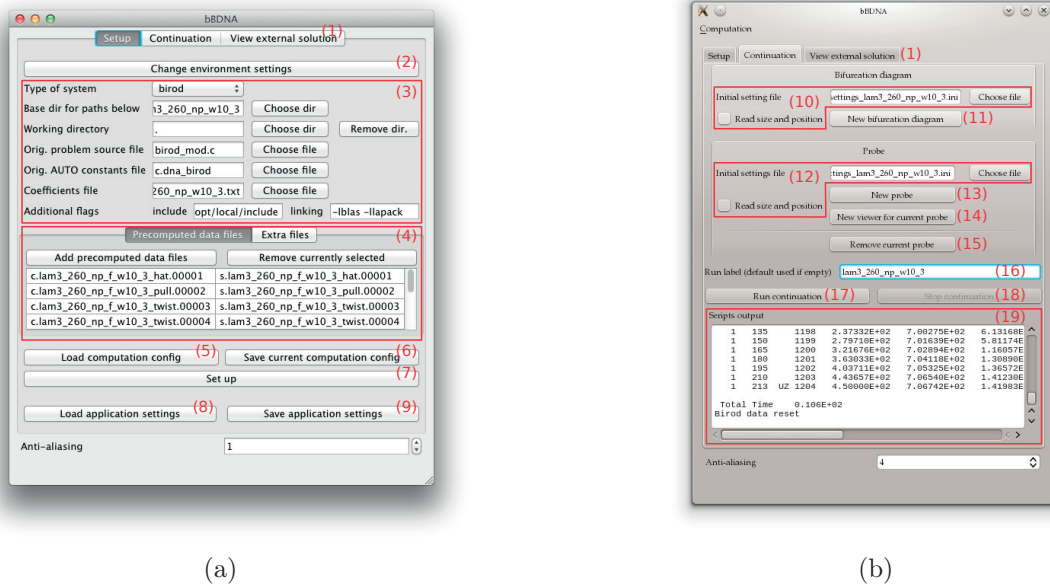 bBDNA
Setup Continuation View external solution (1)
Change environment settings (2)
Type of system birod (3)
Base dir for paths below ı3_260_np_w10_3 Choose dir
Working directory . Choose dir Remove dir.
Orig. problem source file birod_mod.c Choose file
Orig. AUTO constants file c.dna_birod Choose file
Coefficients file 260_np_w10_3.txt Choose file
Additional flags include opt/local/include linking -lblas -llapack
Precomputed data files Extra files (4)
Add precomputed data files Remove currently selected
c.lam3_260_np_f_w10_3_hat.00001 s.lam3_260_np_f_w10_3_hat.00001
c.lam3_260_np_f_w10_3_pull.00002 s.lam3_260_np_f_w10_3_pull.00002
c.lam3_260_np_f_w10_3_twist.00003 s.lam3_260_np_f_w10_3_twist.00003
c.lam3_260_np_f_w10_3_twist.00004 s.lam3_260_np_f_w10_3_twist.00004
Load computation config (5) Save current computation config (6)
Set up (7)
Load application settings (8) Save application settings (9)
Anti-aliasing 1
(a)
bBDNA
Computation
Setup Continuation View external solution (1)
Bifurcation diagram
Initial setting file (10) ettings_lam3_260_np_w10_3.ini Choose file
Read size and position New bifurcation diagram (11)
Probe
Initial settings file (12) tings_lam3_260_np_w10_3.ini Choose file
New probe (13)
Read size and position
New viewer for current probe (14)
Remove current probe (15)
Run label (default used if empty) lam3_260_np_w10_3 (16)
Run continuation (17) Stop continuation (18)
Scripts output (19)
1 135 1198 2.37332E+02 7.00275E+02 6.13168E
1 150 1199 2.79710E+02 7.01639E+02 5.81174E
1 165 1200 3.21676E+02 7.02894E+02 1.16057E
1 180 1201 3.63033E+02 7.04118E+02 1.30890E
1 195 1202 4.03711E+02 7.05325E+02 1.36572E
1 210 1203 4.43657E+02 7.06540E+02 1.41230E
1 213 UZ 1204 4.50000E+02 7.06742E+02 1.41983E
Total Time 0.106E+02
Birod data reset
Anti-aliasing 4
(b)